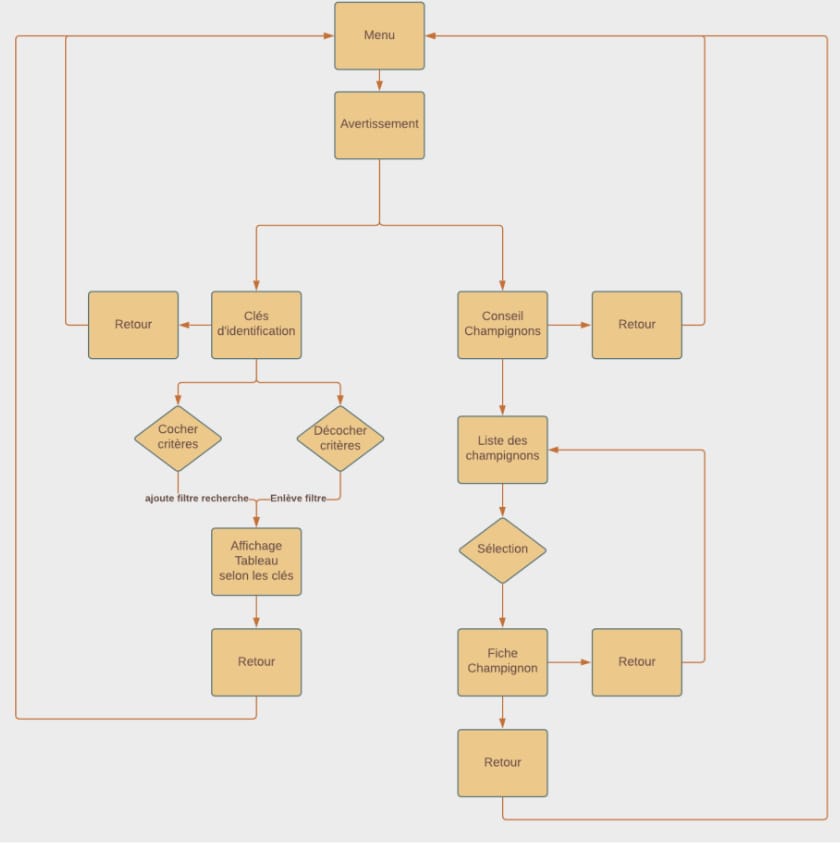 Menu
Avertissement
Retour
Clés
d'identification
Conseil
Champignons
Retour
Cocher
critères
Décocher
critères
Liste des
champignons
ajoute filtre recherche
Enlève filtre
Affichage
Tableau
selon les clés
Sélection
Retour
Fiche
Champignon
Retour
Retour